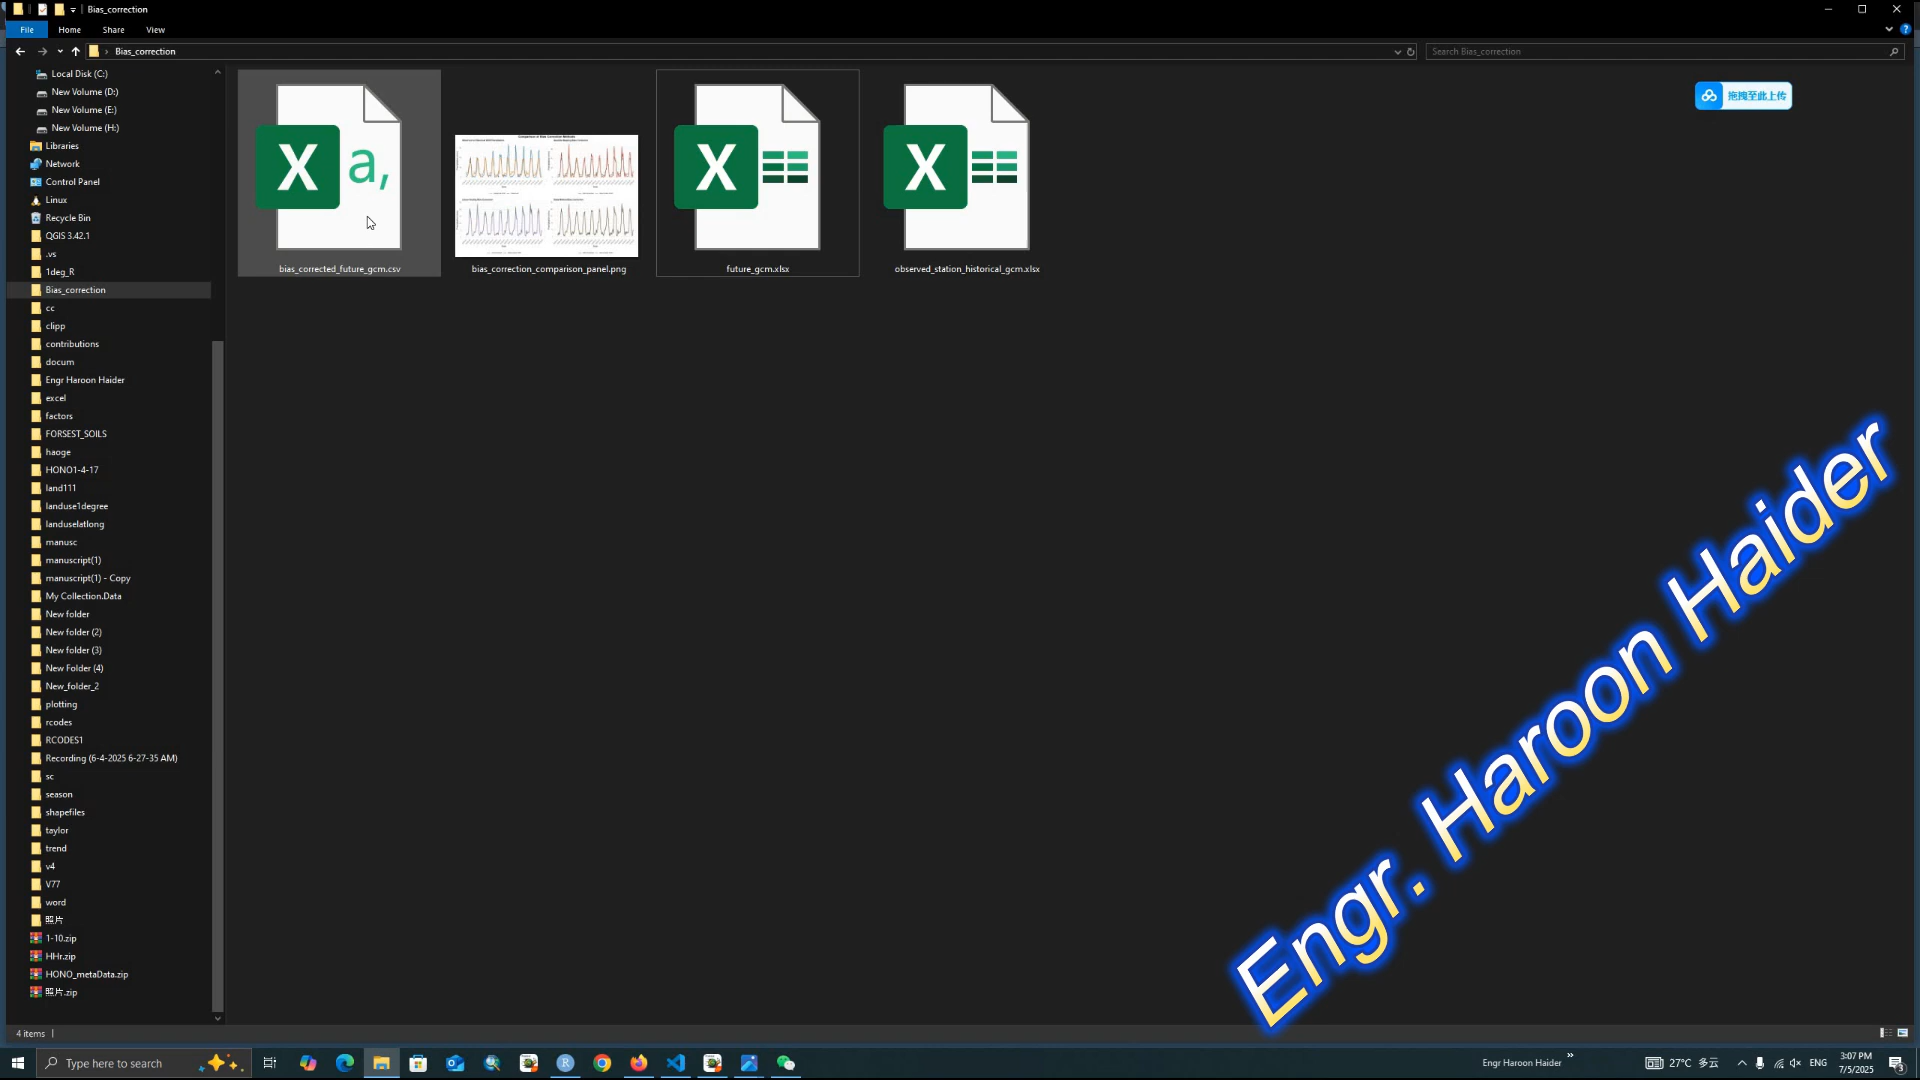 Bias_correction
File Home Share View
Bias_correction
Search Bias_correction
Local Disk (C:)
New Volume (D:)
New Volume (E:)
New Volume (H:)
Libraries
Network
Control Panel
Linux
Recycle Bin
QGIS 3.42.1
.vs
1deg_R
Bias_correction
cc
clipp
contributions
docum
Engr Haroon Haider
excel
factors
FORSEST_SOILS
haoge
HONO1-4-17
land111
landuse1degree
landuselatlong
manusc
manuscript(1)
manuscript(1) - Copy
My Collection.Data
New folder
New folder (2)
New folder (3)
New Folder (4)
New_folder_2
plotting
rcodes
RCODES1
Recording (6-4-2025 6-27-35 AM)
sc
season
shapefiles
taylor
trend
v4
V77
word
照片
1-10.zip
HHr.zip
HONO_metaData.zip
照片.zip
X a,
X
X
bias_corrected_future_gcm.csv
bias_correction_comparison_panel.png
future_gcm.xlsx
observed_station_historical_gcm.xlsx
拖拽至此上传
Engr. Haroon Haider
4 items
Type here to search
Engr Haroon Haider
27°C 多云
ENG
3:07 PM
7/5/2025
3